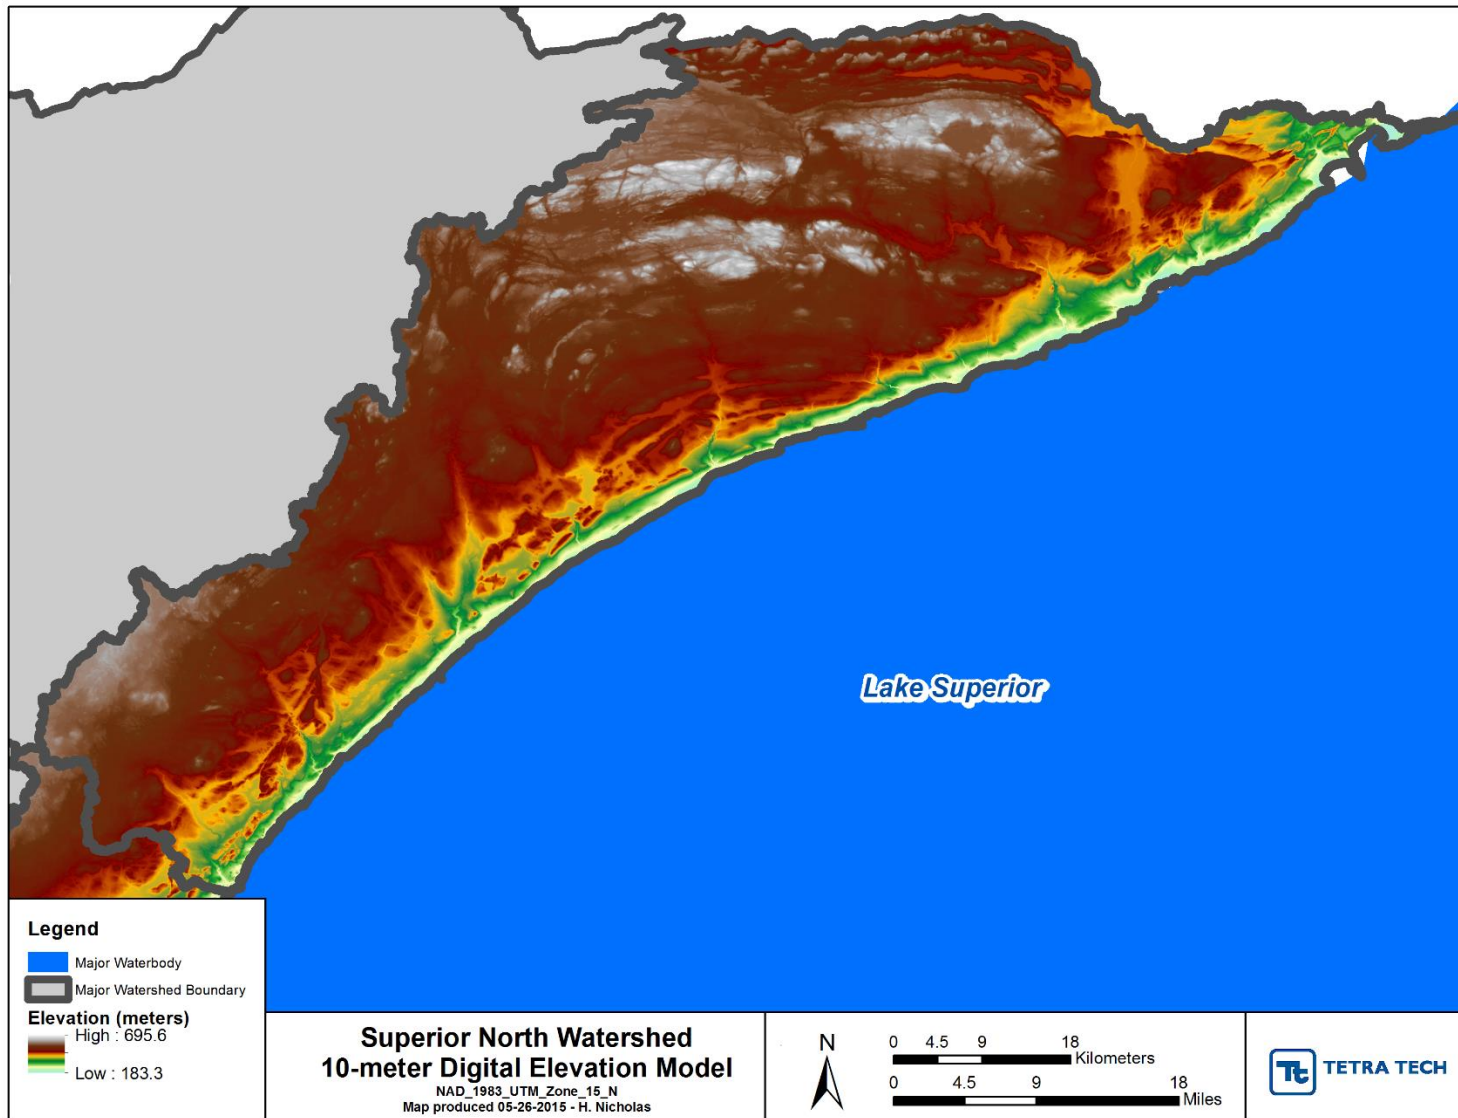 Lake Superior
Legend
Major Waterbody
Major Watershed Boundary
Elevation (meters)
High : 695.6
Low : 183.3
Superior North Watershed
10-meter Digital Elevation Model
NAD_1983_UTM_Zone_15_N
Map produced 05-26-2015 - H. Nicholas
N
0 4.5 9 18
Kilometers
0 4.5 9 18
Miles
Tt TETRA TECH